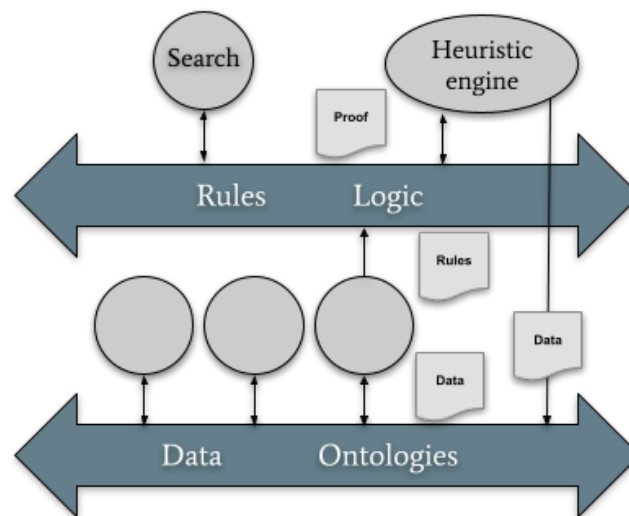 Search
Heuristic
engine
Proof
Rules Logic
Rules
Data
Data
Data Ontologies